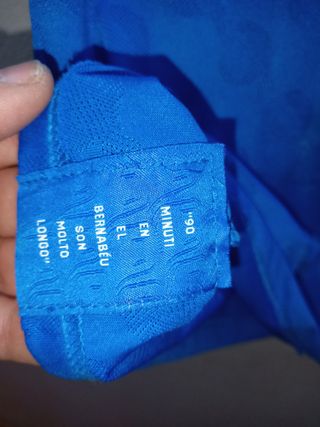 "90
MINUTI
EN
EL
BERNABÉU
SON
MOLTO
LONGO"